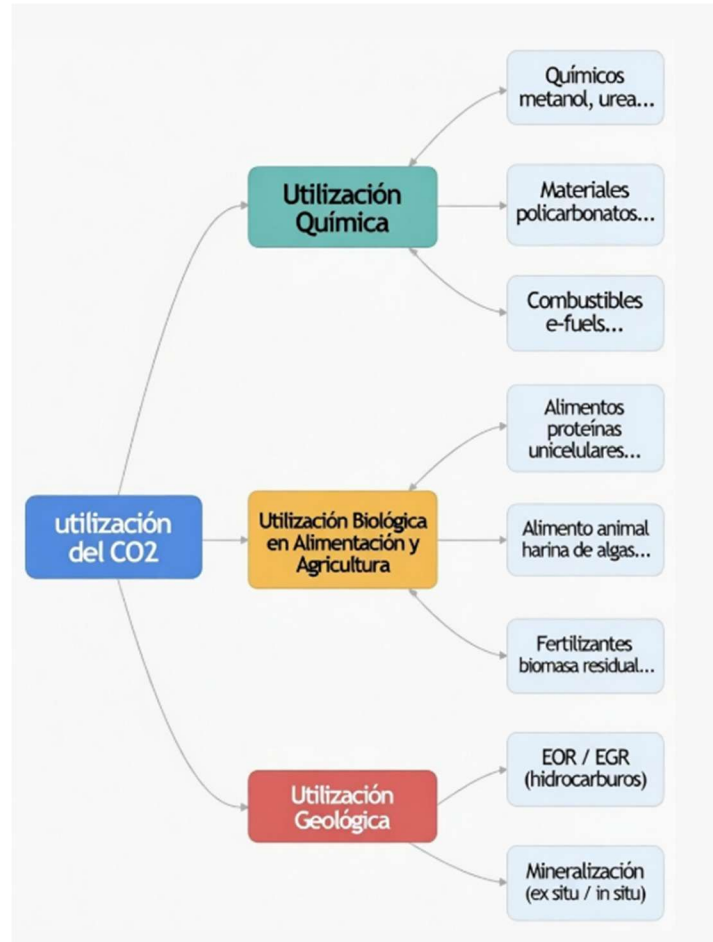 utilización
del CO2
Utilización
Química
Químicos
metanol, urea...
Materiales
policarbonatos...
Combustibles
e-fuels...
Utilización Biológica
en Alimentación y
Agricultura
Alimentos
proteínas
unicelulares...
Alimento animal
harina de algas...
Fertilizantes
biomasa residual...
Utilización
Geológica
EOR / EGR
(hidrocarburos)
Mineralización
(ex situ / in situ)